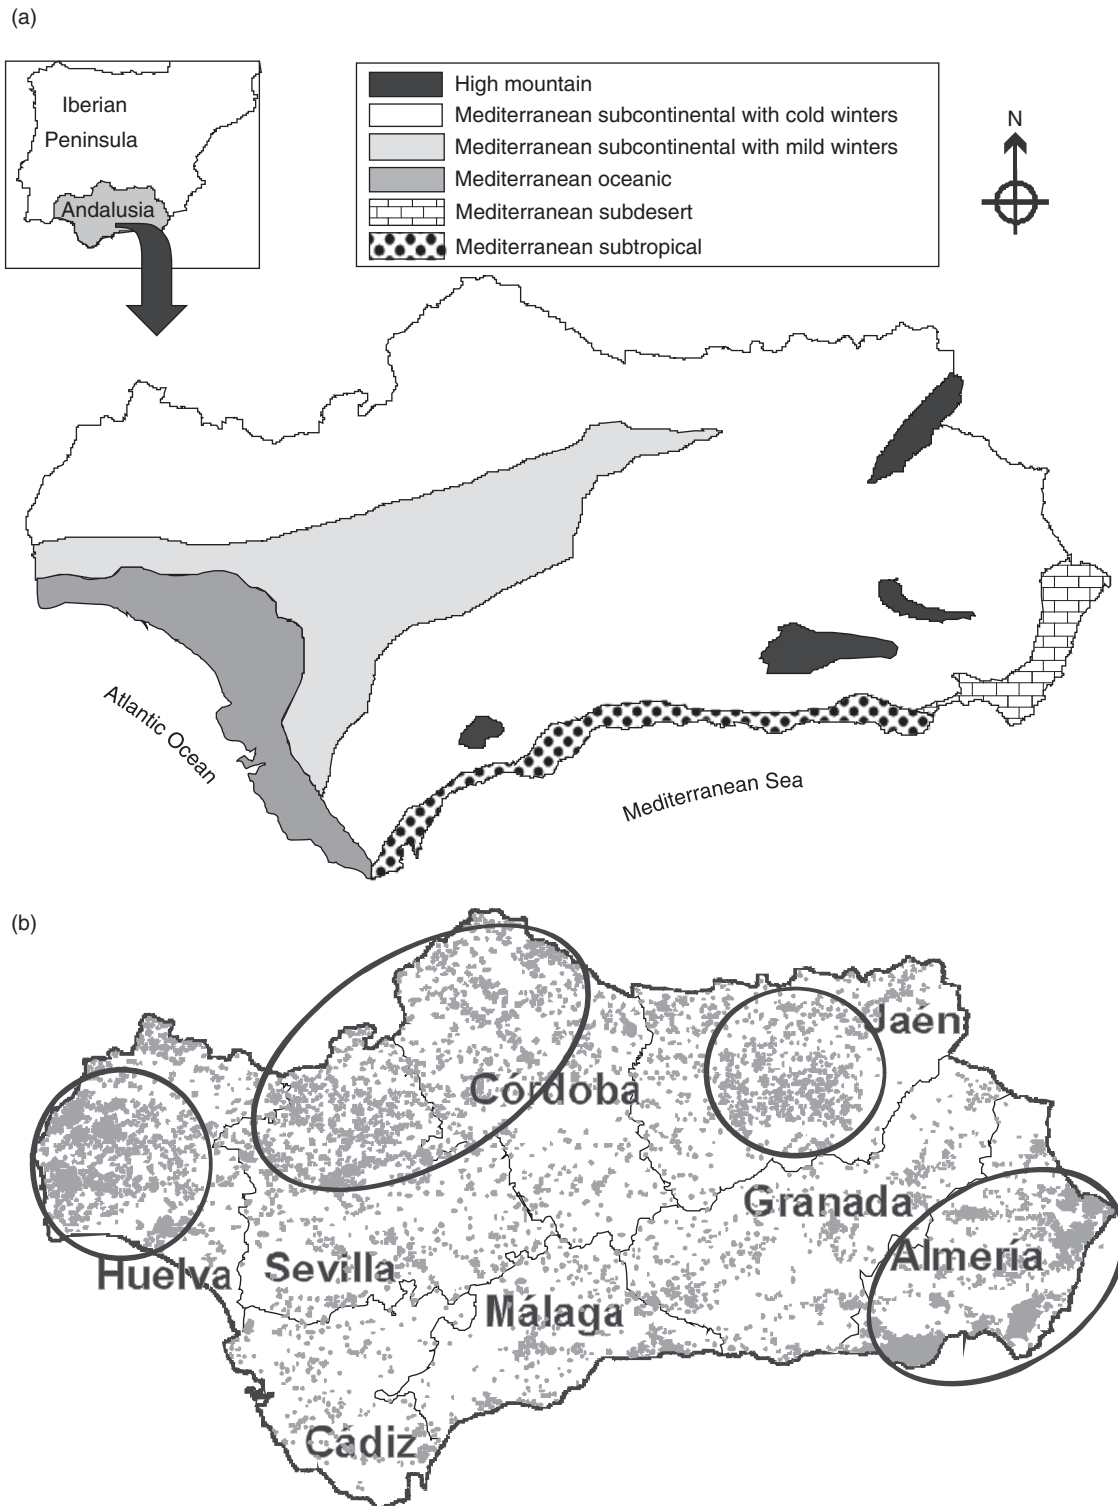 (a)
Iberian
Peninsula
Andalusia
High mountain
Mediterranean subcontinental with cold winters
Mediterranean subcontinental with mild winters
Mediterranean oceanic
Mediterranean subdesert
Mediterranean subtropical
N
Atlantic Ocean
Mediterranean Sea
(b)
Jaén
Córdoba
Granada
Almería
Huelva
Sevilla
Málaga
Cádiz